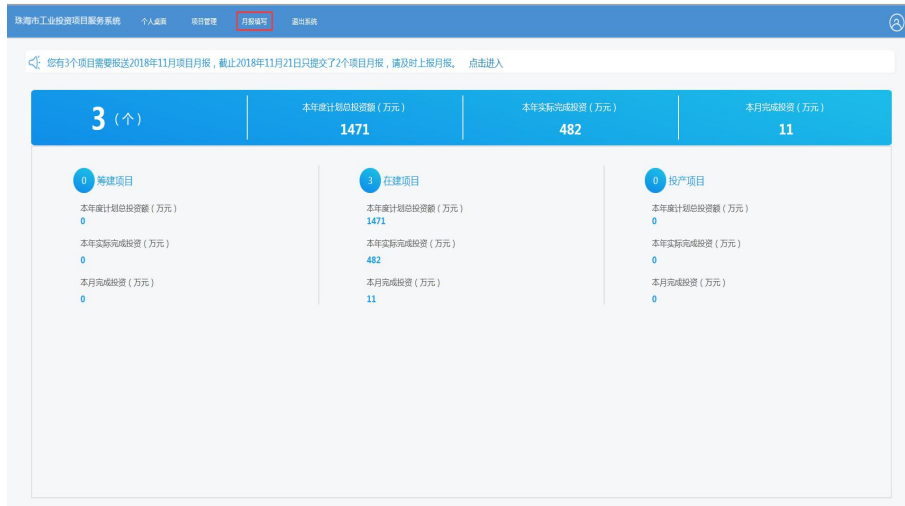 珠海市工业投资项目服务系统 个人桌面 项目管理 月报填写 退出系统
您有3个项目需要报送2018年11月项目月报，截止2018年11月21日只提交了2个项目月报，请及时上报月报。 点击进入
3（个）
本年度计划总投资额（万元） 本年实际完成投资（万元） 本月完成投资（万元）
1471 482 11
0 筹建项目 3 在建项目 0 投产项目
本年度计划总投资额（万元） 本年度计划总投资额（万元） 本年度计划总投资额（万元）
0 1471 0
本年实际完成投资（万元） 本年实际完成投资（万元） 本年实际完成投资（万元）
0 482 0
本月完成投资（万元） 本月完成投资（万元） 本月完成投资（万元）
0 11 0